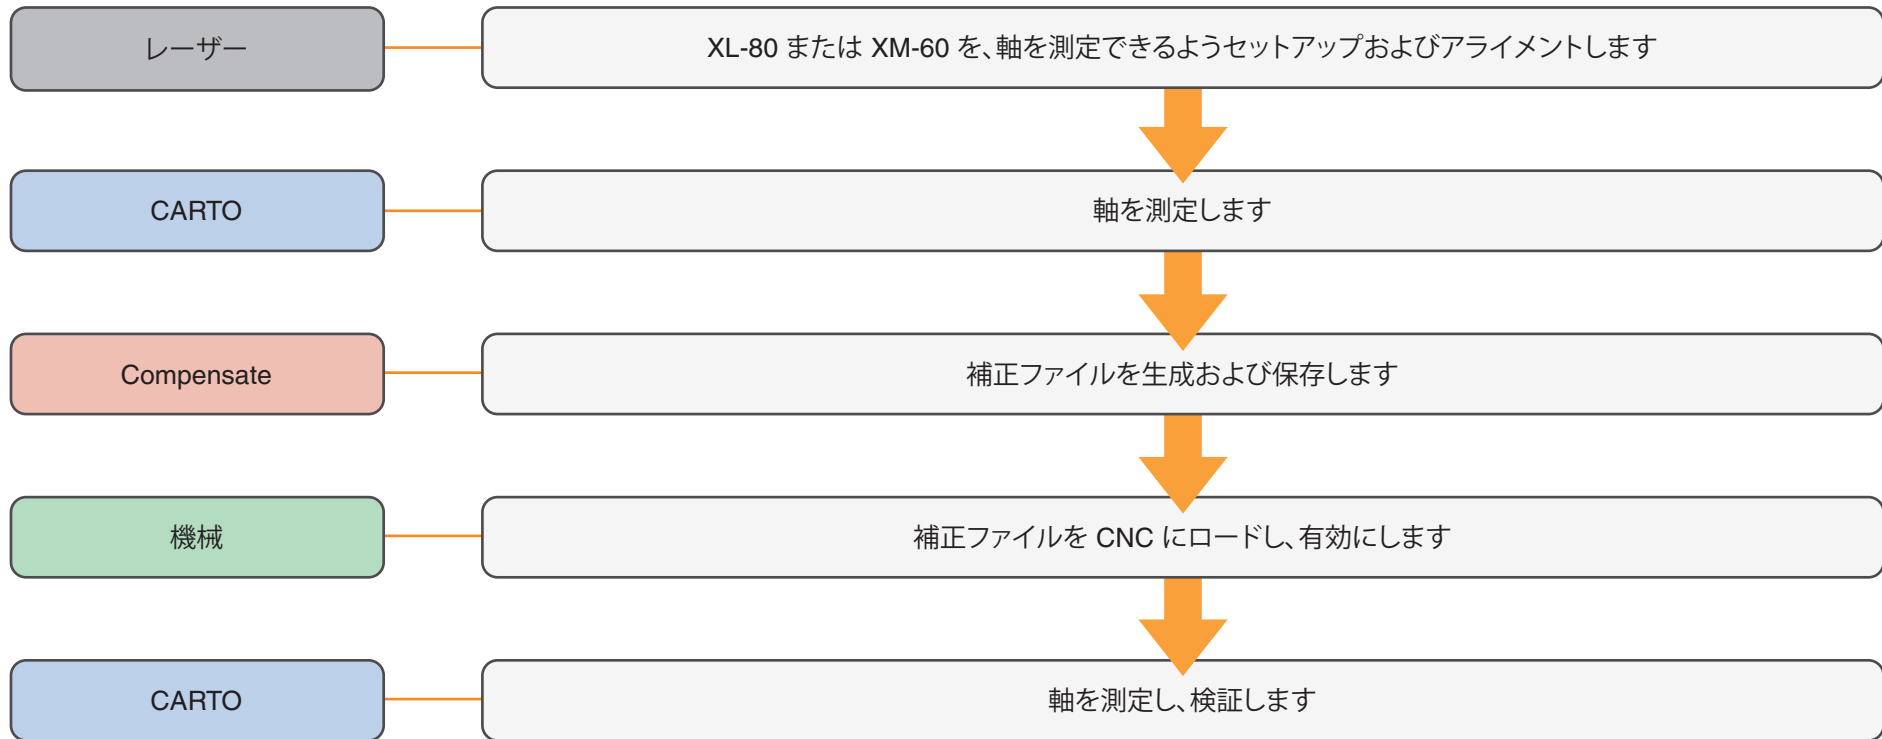 レーザー
XL-80 または XM-60 を、軸を測定できるようセットアップおよびアライメントします
CARTO
軸を測定します
Compensate
補正ファイルを生成および保存します
機械
補正ファイルを CNC にロードし、有効にします
CARTO
軸を測定し、検証します